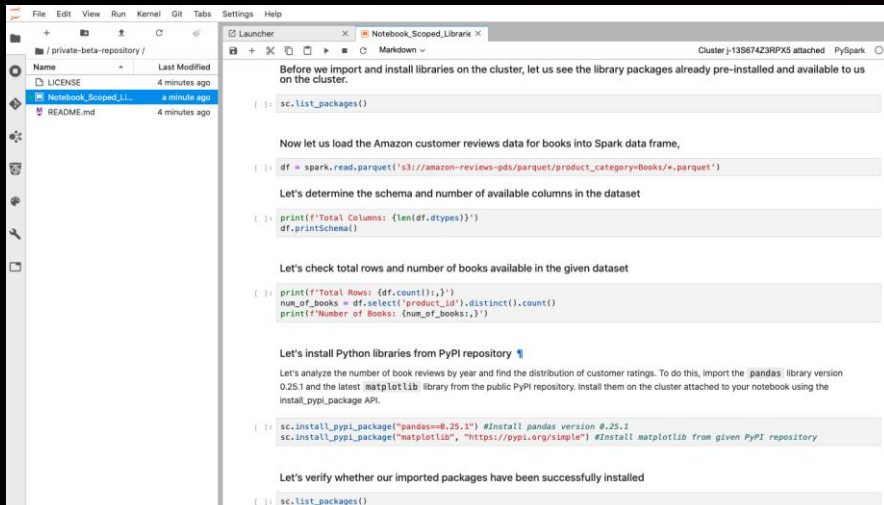 File Edit View Run Kernel Git Tabs Settings Help
/ private-beta-repository /
Name Last Modified
LICENSE 4 minutes ago
Notebook_Scoped_Li... a minute ago
README.md 4 minutes ago
Launcher
Notebook_Scoped_Librarie
Markdown
Cluster j-13S674Z3RPX5 attached PySpark
Before we import and install libraries on the cluster, let us see the library packages already pre-installed and available to us
on the cluster.
[ ]: sc.list_packages()
Now let us load the Amazon customer reviews data for books into Spark data frame,
[ ]: df = spark.read.parquet('s3://amazon-reviews-pds/parquet/product_category=Books/*.parquet')
Let's determine the schema and number of available columns in the dataset
[ ]: print(f'Total Columns: {len(df.dtypes)}')
df.printSchema()
Let's check total rows and number of books available in the given dataset
[ ]: print(f'Total Rows: {df.count():,}')
num_of_books = df.select('product_id').distinct().count()
print(f'Number of Books: {num_of_books:,}')
Let's install Python libraries from PyPI repository ¶
Let's analyze the number of book reviews by year and find the distribution of customer ratings. To do this, import the pandas library version
0.25.1 and the latest matplotlib library from the public PyPI repository. Install them on the cluster attached to your notebook using the
install_pypi_package API.
[ ]: sc.install_pypi_package("pandas==0.25.1") #Install pandas version 0.25.1
sc.install_pypi_package("matplotlib", "https://pypi.org/simple") #Install matplotlib from given PyPI repository
Let's verify whether our imported packages have been successfully installed
[ ]: sc.list_packages()